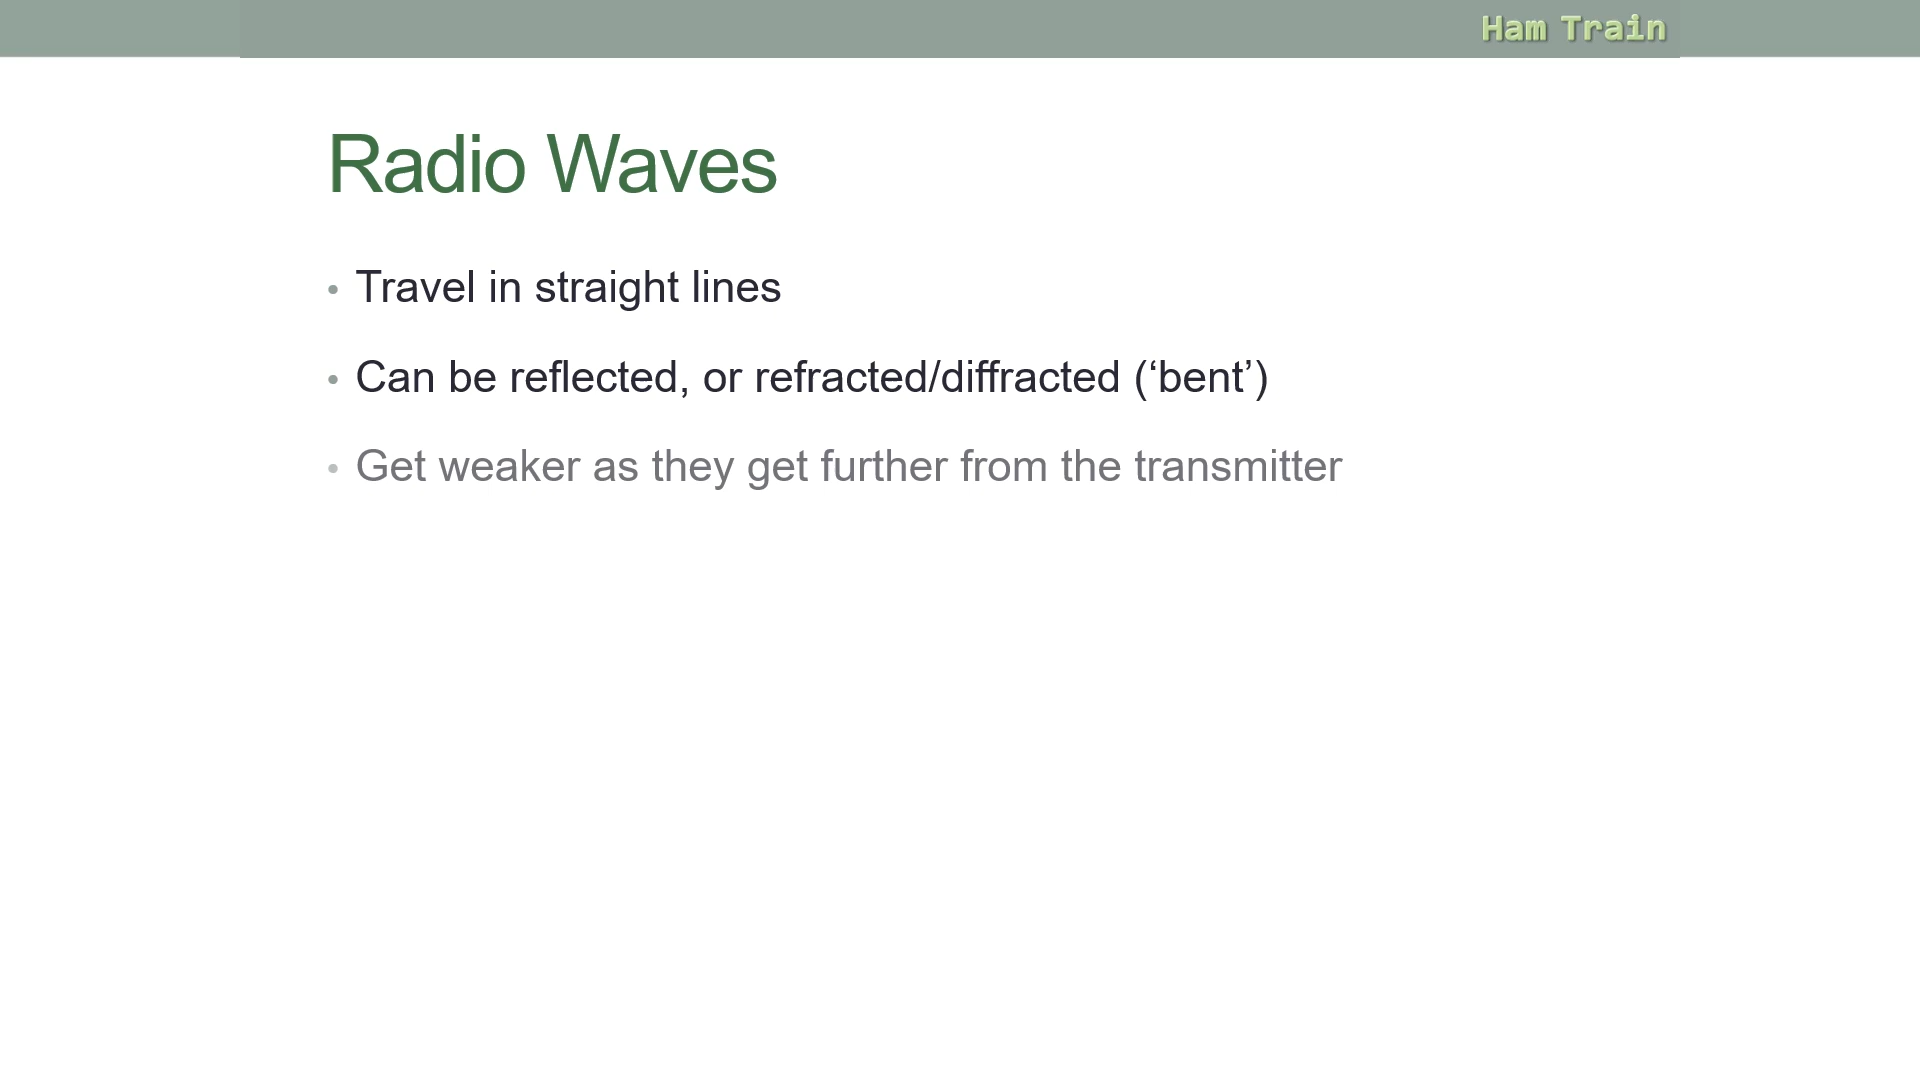 Ham Train
Radio Waves
• Travel in straight lines
• Can be reflected, or refracted/diffracted (‘bent’)
• Get weaker as they get further from the transmitter